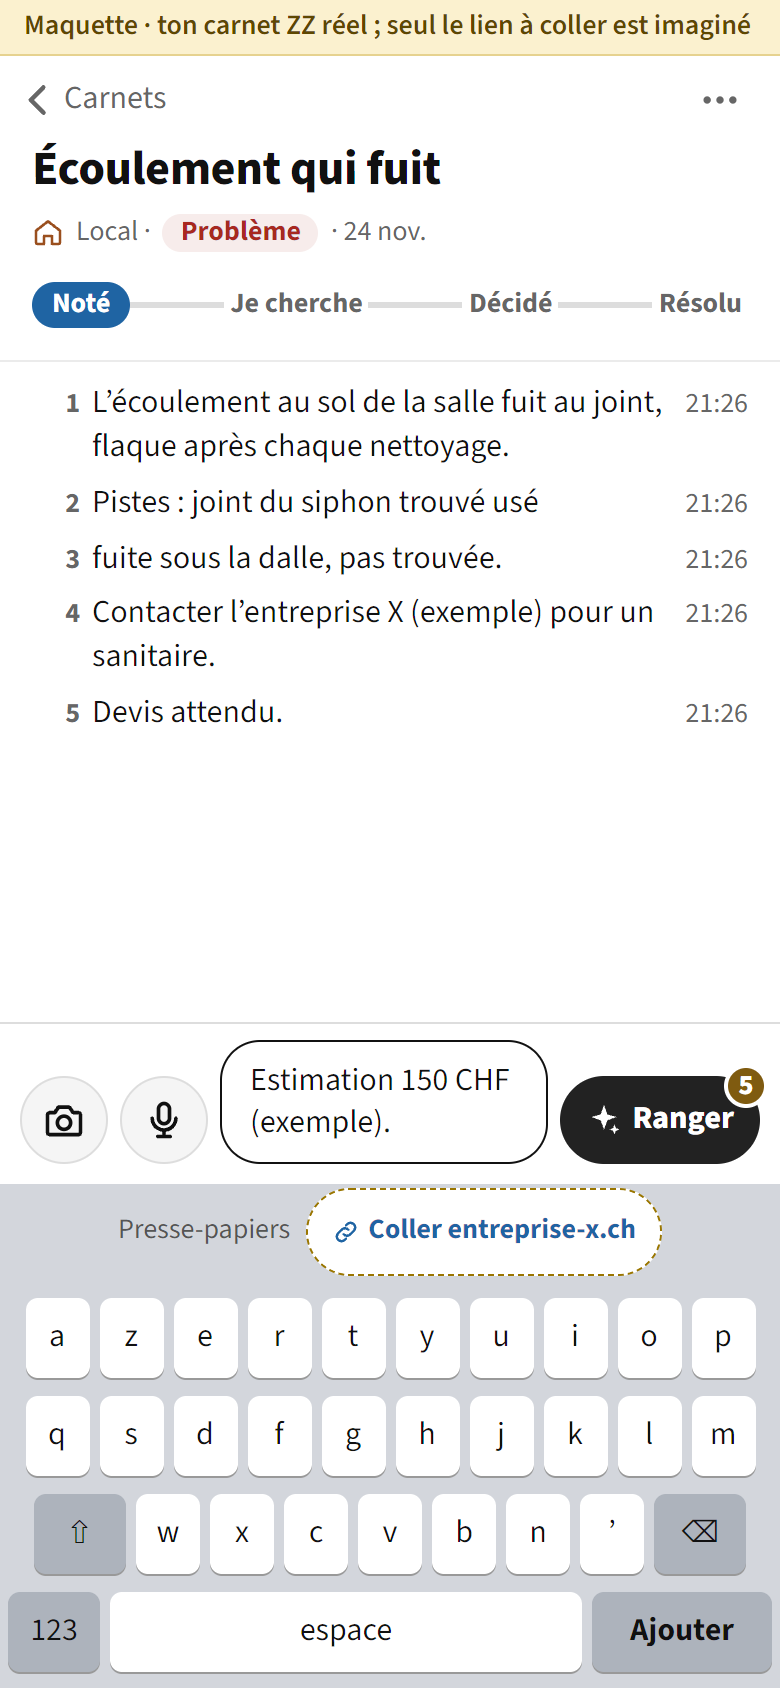 Maquette · ton carnet ZZ réel ; seul le lien à coller est imaginé
Carnets
Écoulement qui fuit
Local · Problème · 24 nov.
Noté Je cherche Décidé Résolu
1 L’écoulement au sol de la salle fuit au joint, 21:26
flaque après chaque nettoyage.
2 Pistes : joint du siphon trouvé usé 21:26
3 fuite sous la dalle, pas trouvée. 21:26
4 Contacter l’entreprise X (exemple) pour un 21:26
sanitaire.
5 Devis attendu. 21:26
Estimation 150 CHF
(exemple).
Ranger 5
Presse-papiers Coller entreprise-x.ch
a z e r t y u i o p
q s d f g h j k l m
⇧ w x c v b n ’ ⌫
123 espace Ajouter